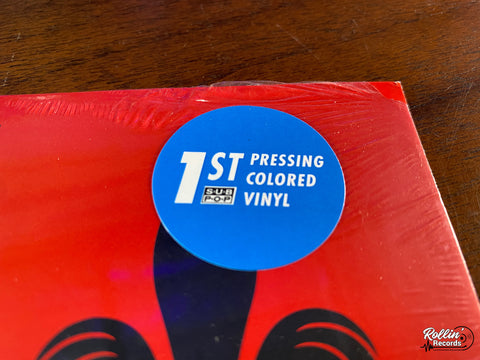 1ST PRESSING
COLORED
SUB
POP
VINYL
Rollin'
Records